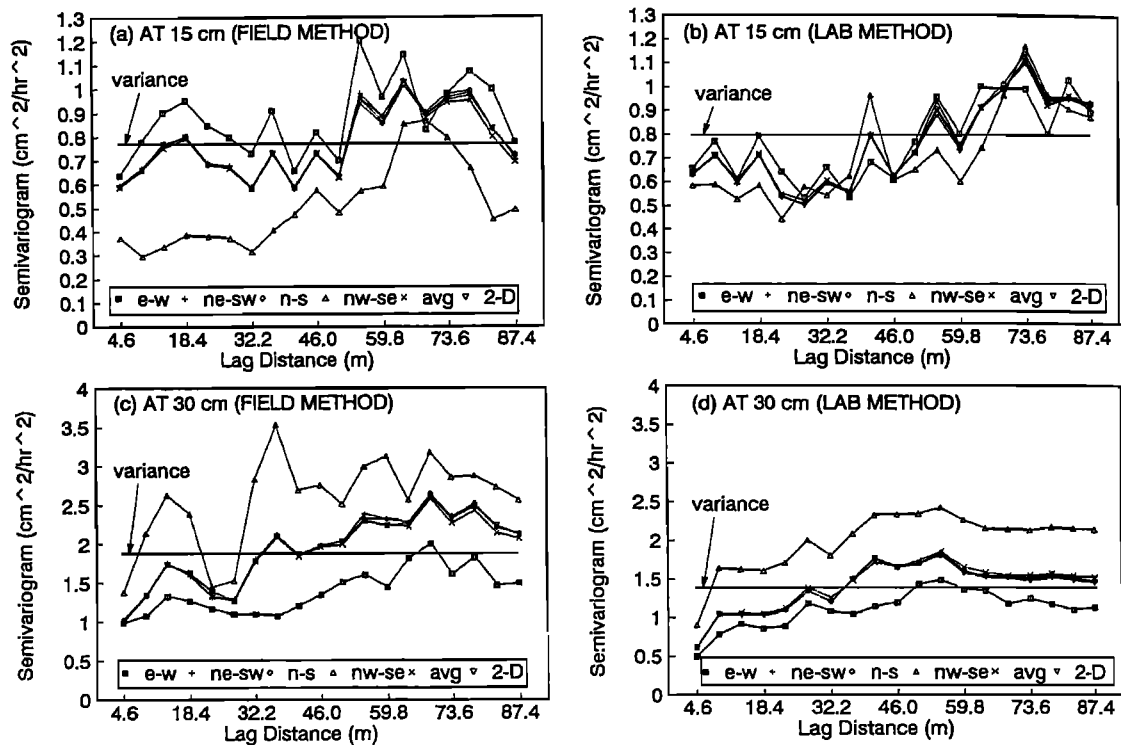 (a) AT 15 cm (FIELD METHOD)
variance
Semivariogram (cm^2/hr^2)
1.3
1.2
1.1
1
0.9
0.8
0.7
0.6
0.5
0.4
0.3
0.2
0.1
0
e-w ne-sw n-s nw-se avg 2-D
4.6 18.4 32.2 46.0 59.8 73.6 87.4
Lag Distance (m)
(b) AT 15 cm (LAB METHOD)
variance
Semivariogram (cm^2/hr^2)
1.3
1.2
1.1
1
0.9
0.8
0.7
0.6
0.5
0.4
0.3
0.2
0.1
0
e-w ne-sw n-s nw-se avg 2-D
4.6 18.4 32.2 46.0 59.8 73.6 87.4
Lag Distance (m)
(c) AT 30 cm (FIELD METHOD)
variance
Semivariogram (cm^2/hr^2)
4
3.5
3
2.5
2
1.5
1
0.5
0
e-w ne-sw n-s nw-se avg 2-D
4.6 18.4 32.2 46.0 59.8 73.6 87.4
Lag Distance (m)
(d) AT 30 cm (LAB METHOD)
variance
Semivariogram (cm^2/hr^2)
4
3.5
3
2.5
2
1.5
1
0.5
0
e-w ne-sw n-s nw-se avg 2-D
4.6 18.4 32.2 46.0 59.8 73.6 87.4
Lag Distance (m)